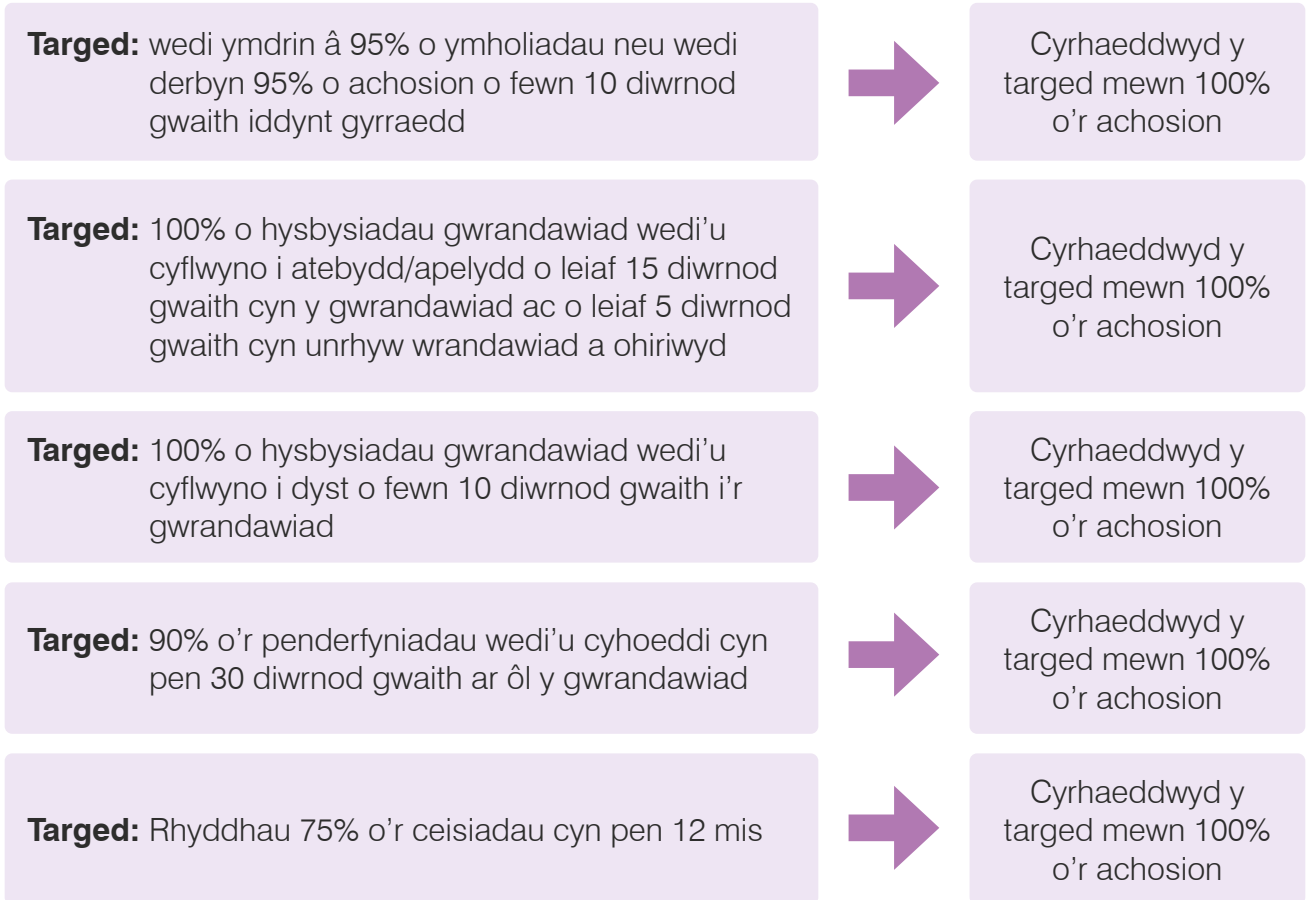 Targed: wedi ymdrin â 95% o ymholiadau neu wedi
derbyn 95% o achosion o fewn 10 diwrnod
gwaith iddynt gyrraedd
Cyrhaeddwyd y
targed mewn 100%
o’r achosion
Targed: 100% o hysbysiadau gwrandawiad wedi’u
cyflwyno i atebydd/apelydd o leiaf 15 diwrnod
gwaith cyn y gwrandawiad ac o leiaf 5 diwrnod
gwaith cyn unrhyw wrandawiad a ohiriwyd
Cyrhaeddwyd y
targed mewn 100%
o’r achosion
Targed: 100% o hysbysiadau gwrandawiad wedi’u
cyflwyno i dyst o fewn 10 diwrnod gwaith i’r
gwrandawiad
Cyrhaeddwyd y
targed mewn 100%
o’r achosion
Targed: 90% o’r penderfyniadau wedi’u cyhoeddi cyn
pen 30 diwrnod gwaith ar ôl y gwrandawiad
Cyrhaeddwyd y
targed mewn 100%
o’r achosion
Targed: Rhyddhau 75% o’r ceisiadau cyn pen 12 mis
Cyrhaeddwyd y
targed mewn 100%
o’r achosion